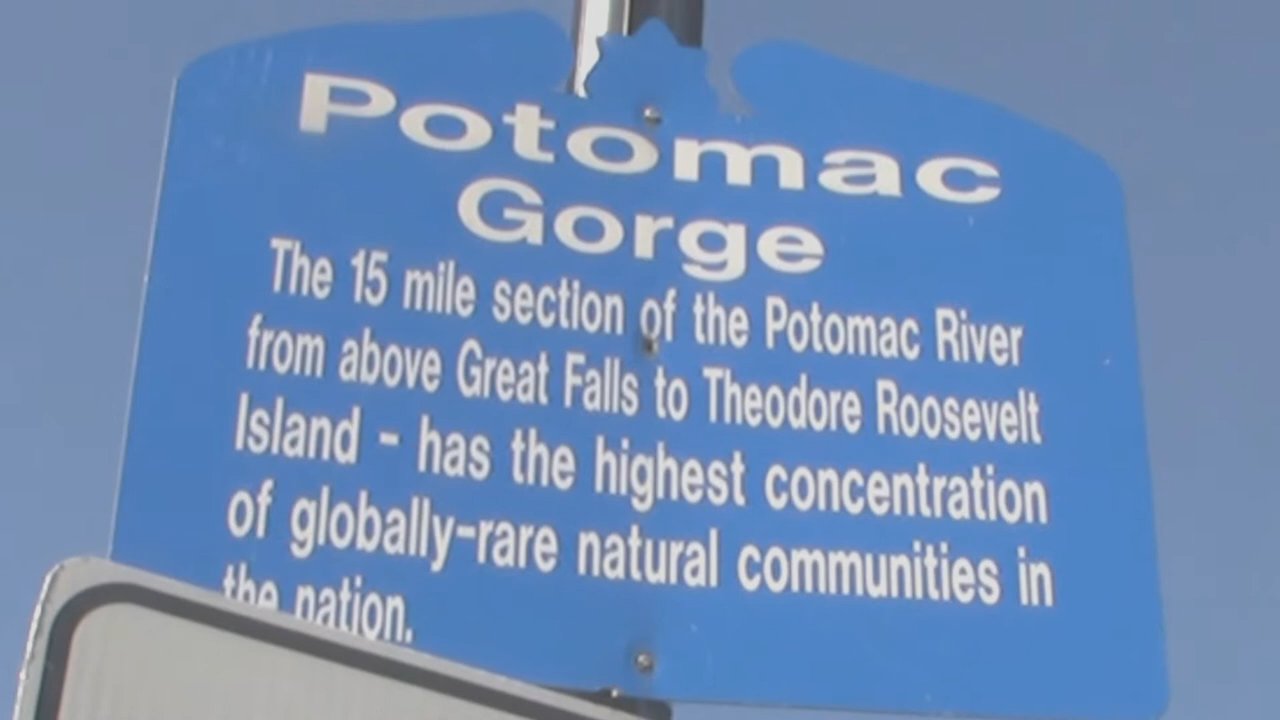 Potomac
Gorge
The 15 mile section of the Potomac River
from above Great Falls to Theodore Roosevelt
Island - has the highest concentration
of globally-rare natural communities in
the nation.